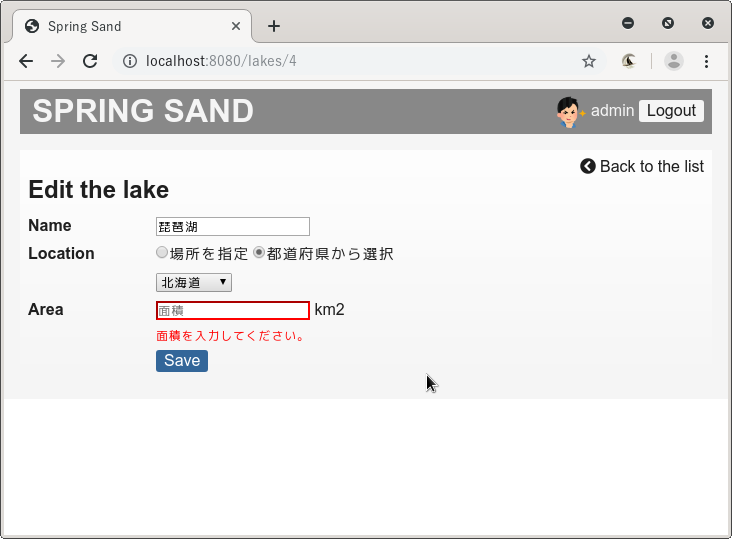 Spring Sand
localhost:8080/lakes/4
SPRING SAND
admin Logout
Back to the list
Edit the lake
Name 琵琶湖
Location 場所を指定 都道府県から選択
北海道
Area 面積 km2
面積を入力してください。
Save